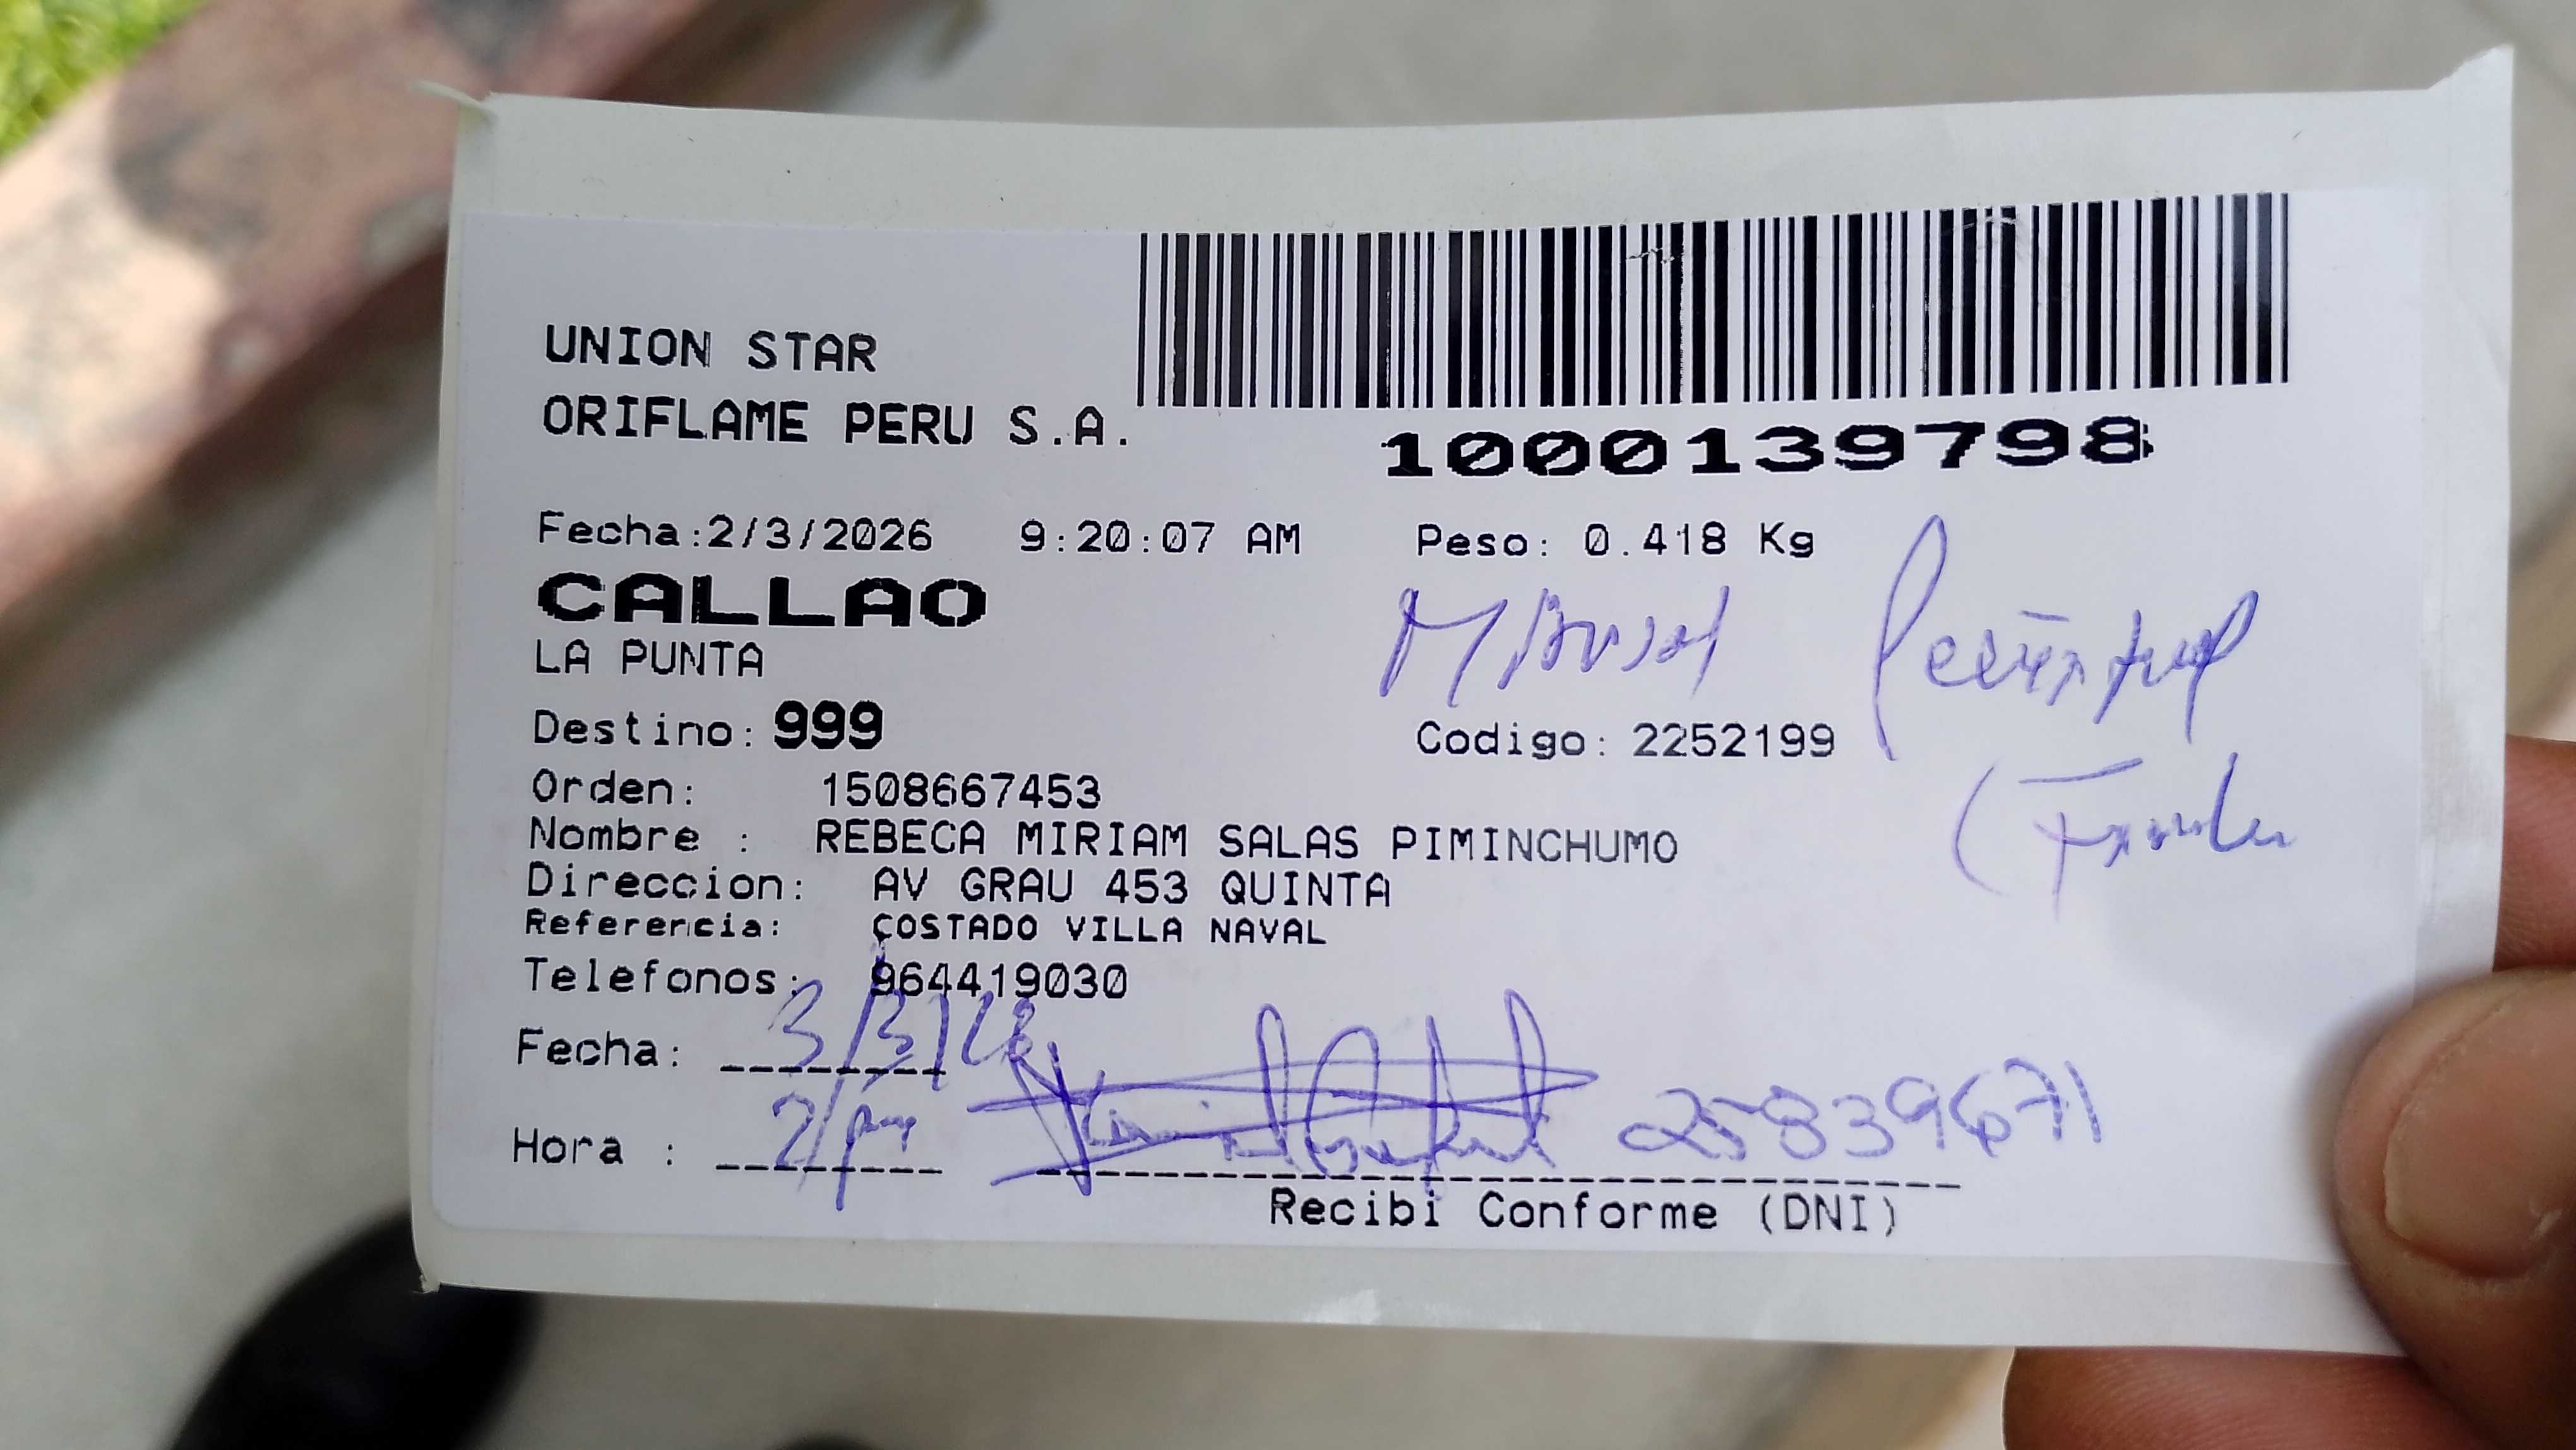 UNION STAR
ORIFLAME PERU S.A.
1000139798
Fecha:2/3/2026 9:20:07 AM Peso: 0.418 Kg
CALLAO
LA PUNTA
Destino: 999 Codigo: 2252199
Orden: 1508667453
Nombre : REBECA MIRIAM SALAS PIMINCHUMO
Direccion: AV GRAU 453 QUINTA
Referencia: COSTADO VILLA NAVAL
Telefonos: 964419030
Fecha: 3/3/26
Hora : 2/pm 25839671
Recibi Conforme (DNI)